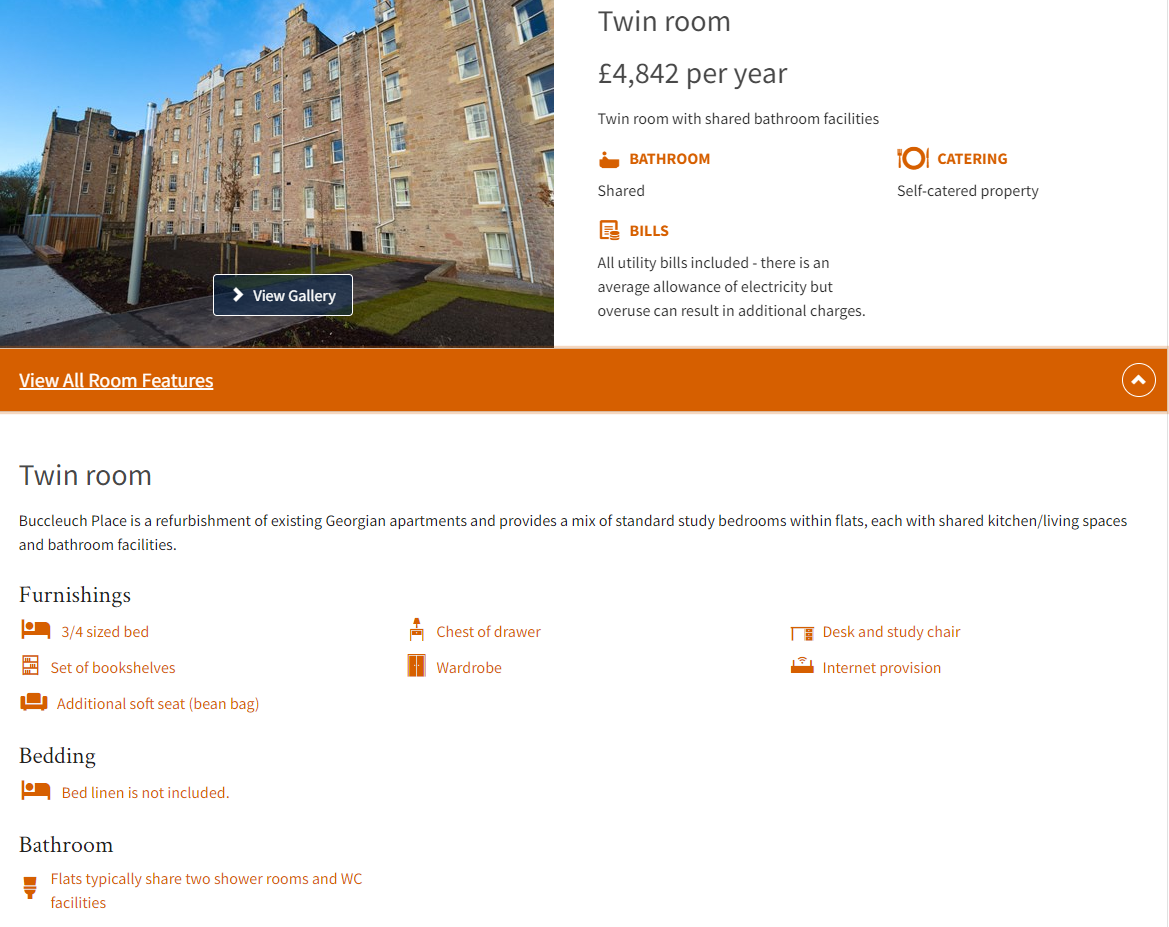 Twin room
£4,842 per year
Twin room with shared bathroom facilities
BATHROOM
Shared
CATERING
Self-catered property
BILLS
All utility bills included - there is an
average allowance of electricity but
overuse can result in additional charges.
View Gallery
View All Room Features
Twin room
Buccleuch Place is a refurbishment of existing Georgian apartments and provides a mix of standard study bedrooms within flats, each with shared kitchen/living spaces
and bathroom facilities.
Furnishings
3/4 sized bed
Chest of drawer
Desk and study chair
Set of bookshelves
Wardrobe
Internet provision
Additional soft seat (bean bag)
Bedding
Bed linen is not included.
Bathroom
Flats typically share two shower rooms and WC
facilities